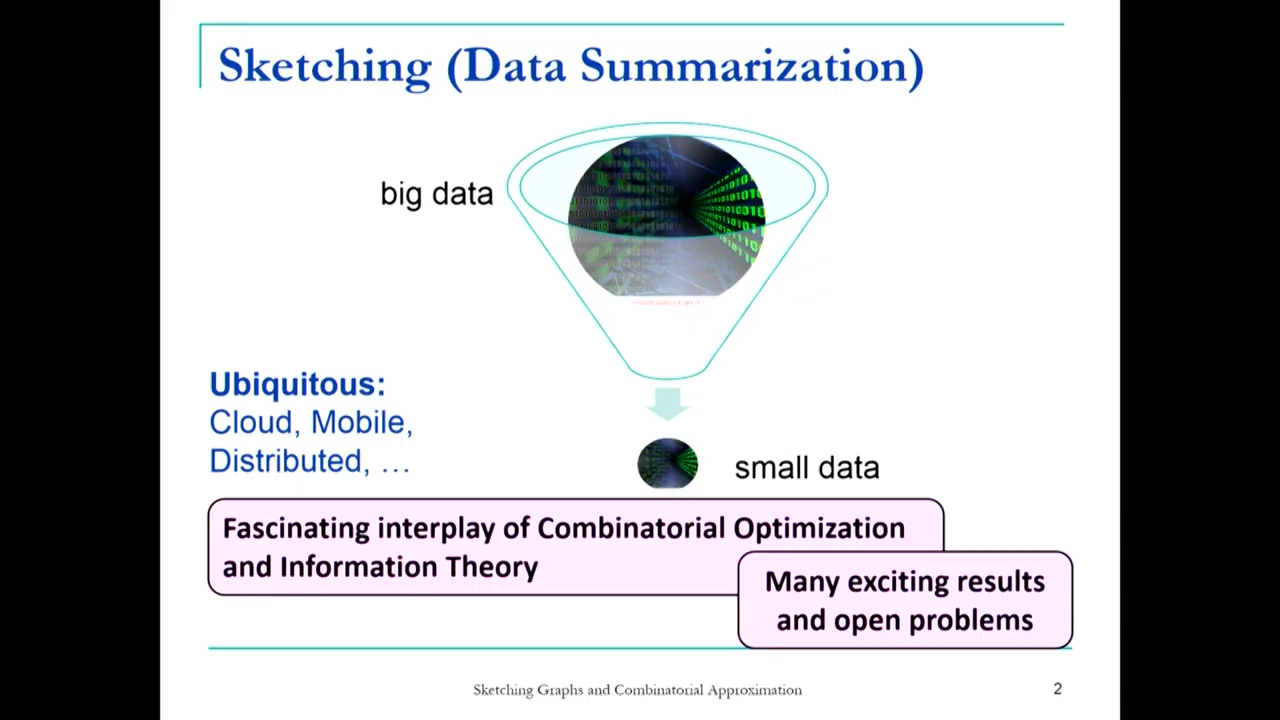 Sketching (Data Summarization)
big data
Ubiquitous:
Cloud, Mobile,
Distributed, …
small data
Fascinating interplay of Combinatorial Optimization
and Information Theory
Many exciting results
and open problems
Sketching Graphs and Combinatorial Approximation
2